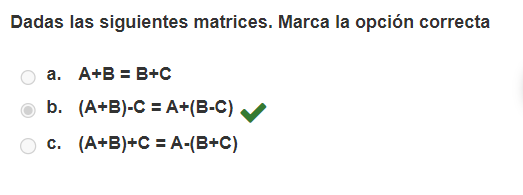 Dadas las siguientes matrices. Marca la opción correcta
a. A+B = B+C
b. (A+B)-C = A+(B-C)
c. (A+B)+C = A-(B+C)